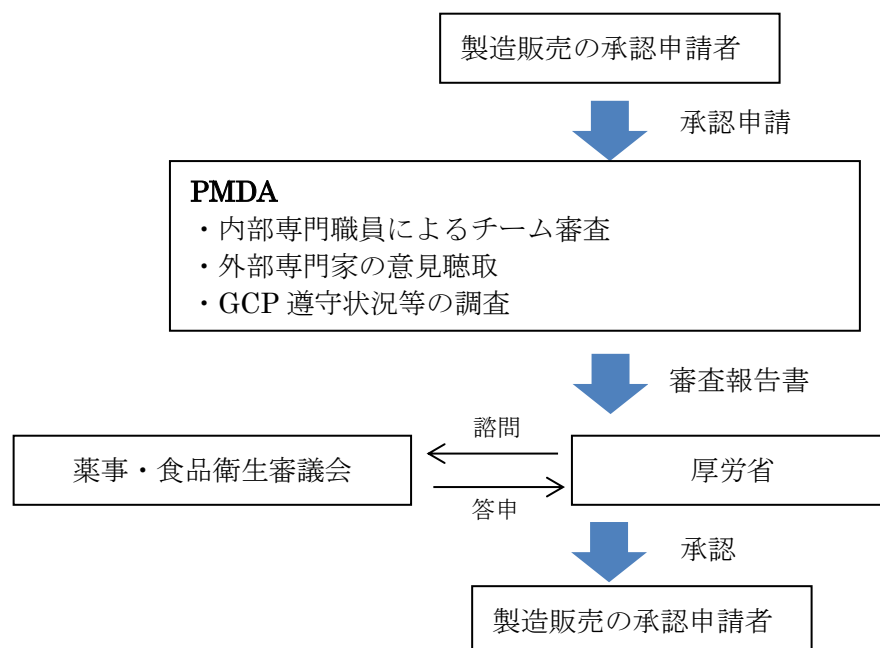 製造販売の承認申請者
承認申請
PMDA
・内部専門職員によるチーム審査
・外部専門家の意見聴取
・GCP 遵守状況等の調査
審査報告書
諮問
薬事・食品衛生審議会
厚労省
答申
承認
製造販売の承認申請者